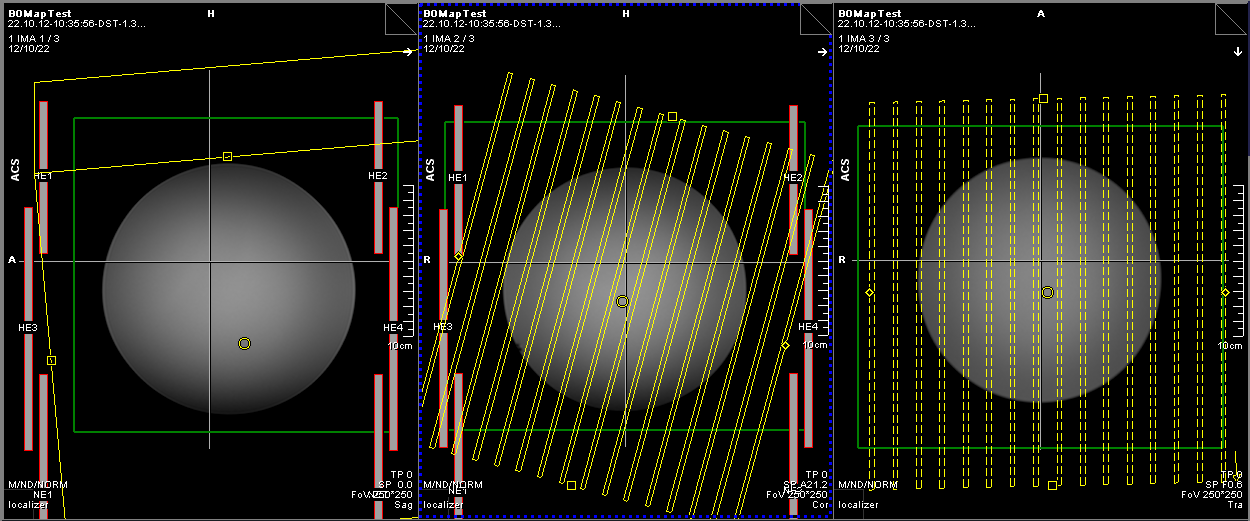 B0MapTest
22.10.12-10:35:56-DST-1.3...
1 IMA 1 / 3
12/10/22
H
ACS
HE1
HE2
A
HE3
HE4
10cm
TP 0
M/ND/NORM
SP 0.0
NE1
FoV 250*250
localizer
Sag
B0MapTest
22.10.12-10:35:56-DST-1.3...
1 IMA 2 / 3
12/10/22
H
ACS
HE1
HE2
R
HE3
HE4
10cm
TP 0
M/ND/NORM
SP A21.2
NE1
FoV 250*250
localizer
Cor
B0MapTest
22.10.12-10:35:56-DST-1.3...
1 IMA 3 / 3
12/10/22
A
ACS
R
10cm
TP 0
M/ND/NORM
SP F0.6
FoV 250*250
localizer
Tra